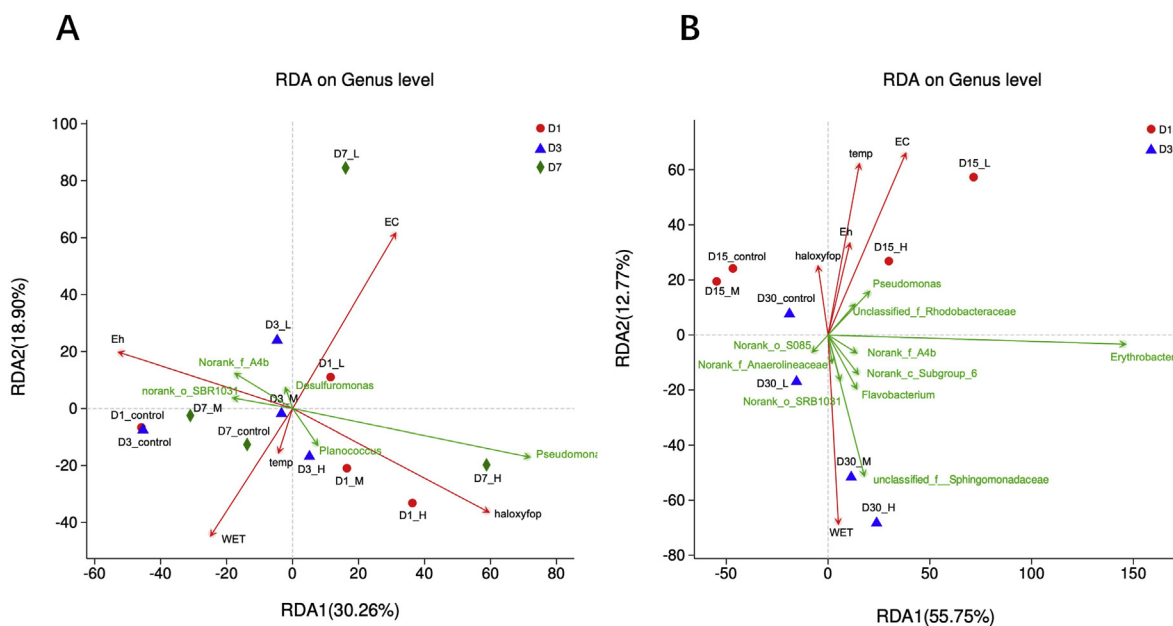 A
B
RDA on Genus level
RDA on Genus level
D1
D3
D7
D1
D3
100
80
60
40
20
0
-20
-40
-60
-40
-20
0
20
40
60
80
RDA2(18.90%)
RDA1(30.26%)
D7_L
EC
Eh
D3_L
Norank_f_A4b
D1_L
Desulfuromonas
norank_o_SBR1031
D3_M
D1_control
D7_M
D3_control
D7_control
Planococcus
temp
D3_H
D1_M
Pseudomona
D7_H
D1_H
haloxyfop
WET
60
40
20
0
-20
-40
-60
-80
-50
0
50
100
150
RDA2(12.77%)
RDA1(55.75%)
temp
EC
D15_L
Eh
D15_H
haloxyfop
D15_control
D15_M
D30_control
Pseudomonas
Unclassified_f_Rhodobacteraceae
Norank_o_S085
Norank_f_A4b
Erythrobacter
Norank_f_Anaerolineaceae
Norank_c_Subgroup_6
D30_L
Flavobacterium
Norank_o_SRB1031
D30_M
unclassified_f__Sphingomonadaceae
D30_H
WET